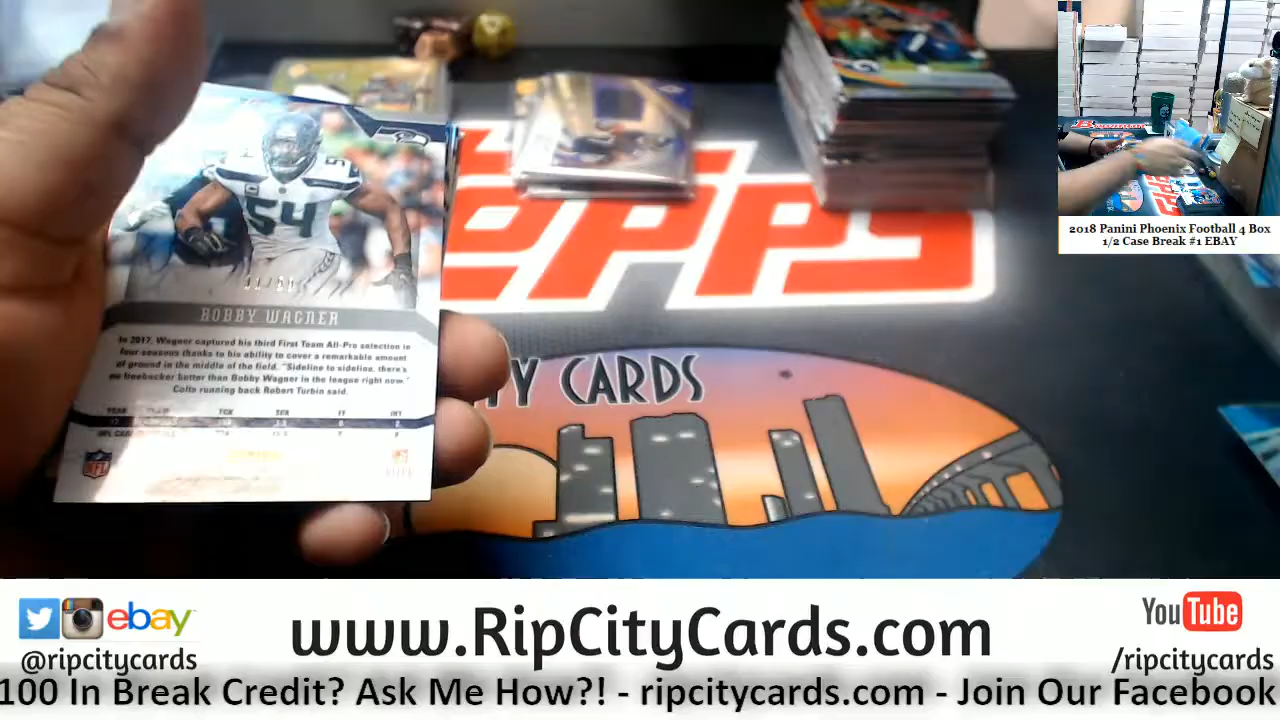 54
BOBBY WAGNER
In 2017, Wagner captured his third First Team All-Pro selection in
four seasons thanks to his ability to cover a remarkable amount
of ground in the middle of the field. "Sideline to sideline, there's
no linebacker better than Bobby Wagner in the league right now,"
Colts running back Robert Turbin said.
NFL
TOPPS
Y CARDS
2018 Panini Phoenix Football 4 Box
1/2 Case Break #1 EBAY
ebay
@ripcitycards
www.RipCityCards.com
YouTube
/ripcitycards
100 In Break Credit? Ask Me How?! - ripcitycards.com - Join Our Facebook